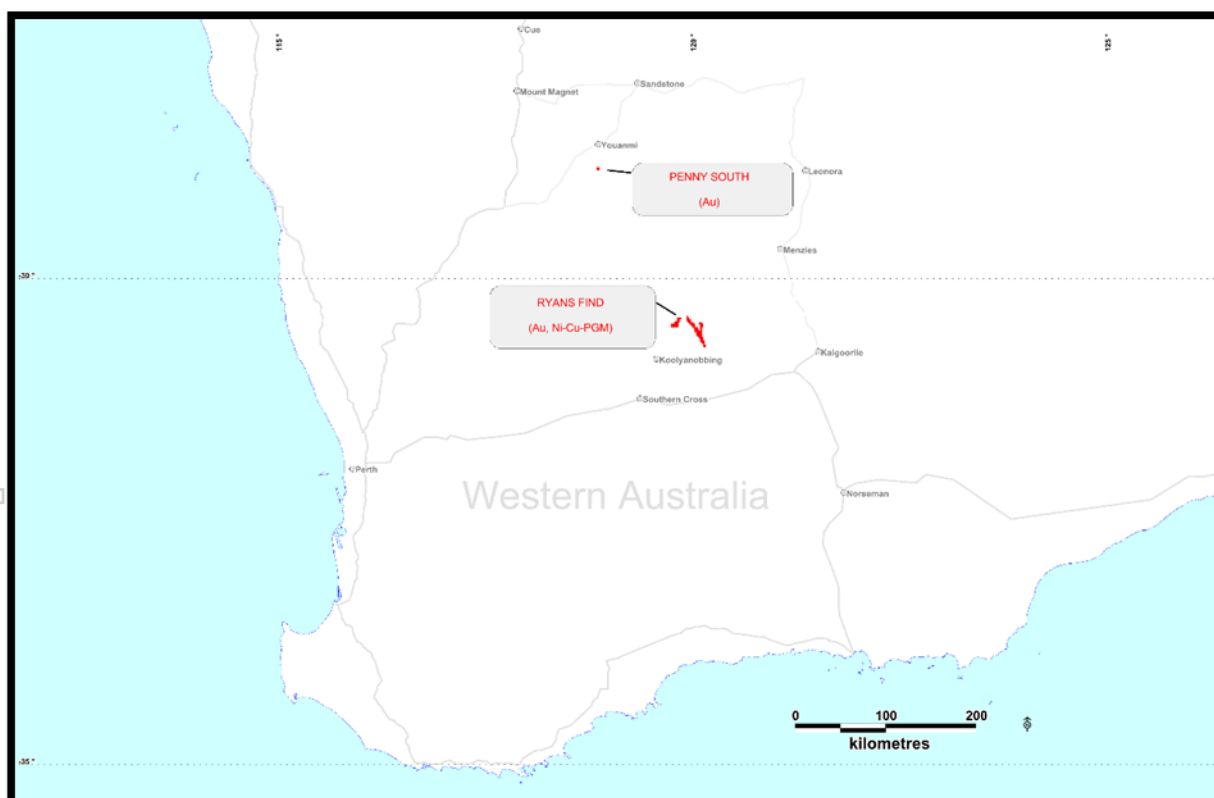 Cue
115 °
120 °
125 °
Sandstone
Mount Magnet
Youanmi
PENNY SOUTH
(Au)
Leonora
Menzies
-30 °
RYANS FIND
(Au, Ni-Cu-PGM)
Koolyanobbing
Kalgoorlie
Southern Cross
Perth
Western Australia
Norseman
0 100 200
kilometres
-35 °